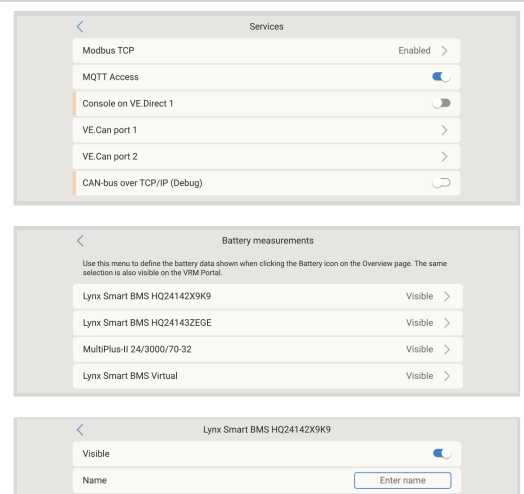 Services
Modbus TCP Enabled
MQTT Access
Console on VE.Direct 1
VE.Can port 1
VE.Can port 2
CAN-bus over TCP/IP (Debug)
Battery measurements
Use this menu to define the battery data shown when clicking the Battery icon on the Overview page. The same
selection is also visible on the VRM Portal.
Lynx Smart BMS HQ24142X9K9 Visible
Lynx Smart BMS HQ24143ZEGE Visible
MultiPlus-II 24/3000/70-32 Visible
Lynx Smart BMS Virtual Visible
Lynx Smart BMS HQ24142X9K9
Visible
Name Enter name